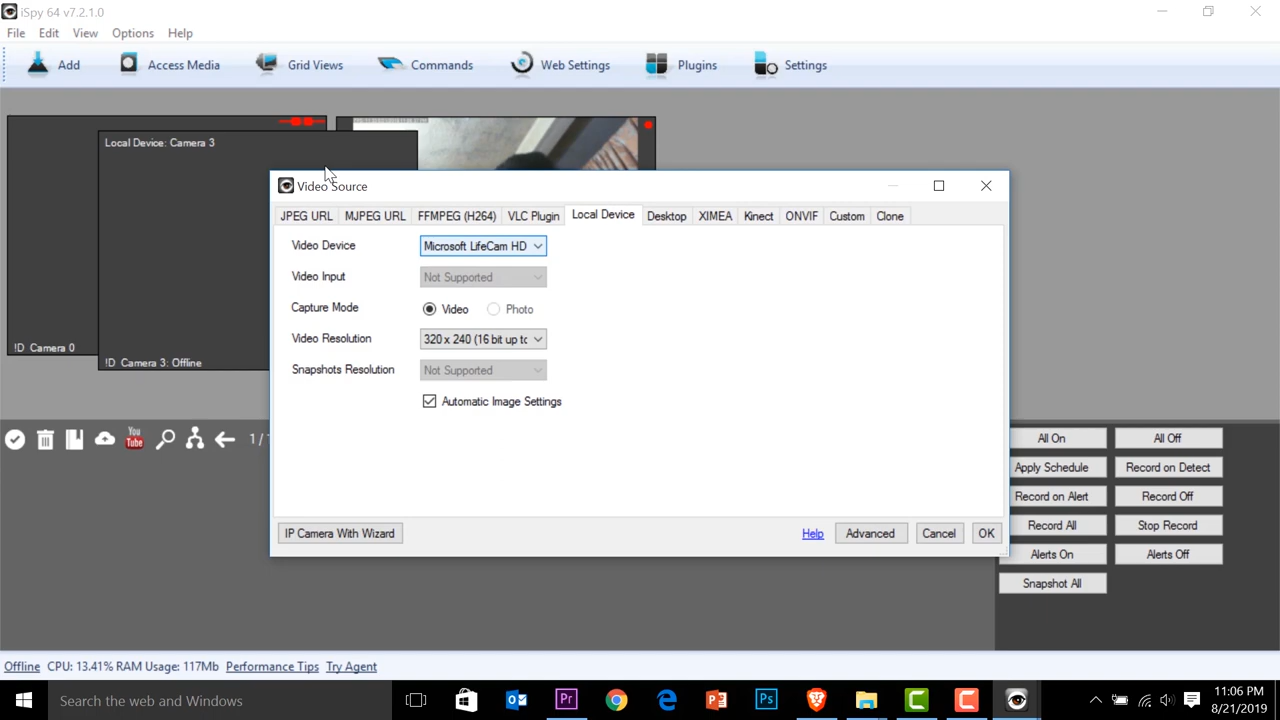 iSpy 64 v7.2.1.0
File Edit View Options Help
Add Access Media Grid Views Commands Web Settings Plugins Settings
Local Device: Camera 3
Video Source
JPEG URL MJPEG URL FFMPEG (H264) VLC Plugin Local Device Desktop XIMEA Kinect ONVIF Custom Clone
Video Device Microsoft LifeCam HD
Video Input Not Supported
Capture Mode Video Photo
Video Resolution 320 x 240 (16 bit up to
!D Camera 0
!D Camera 3: Offline
Snapshots Resolution Not Supported
Automatic Image Settings
You
Tube
1 /
All On All Off
Apply Schedule Record on Detect
Record on Alert Record Off
Record All Stop Record
Alerts On Alerts Off
Snapshot All
IP Camera With Wizard Help Advanced Cancel OK
Offline CPU: 13.41% RAM Usage: 117Mb Performance Tips Try Agent
Search the web and Windows
Pr
Ps
11:06 PM
8/21/2019